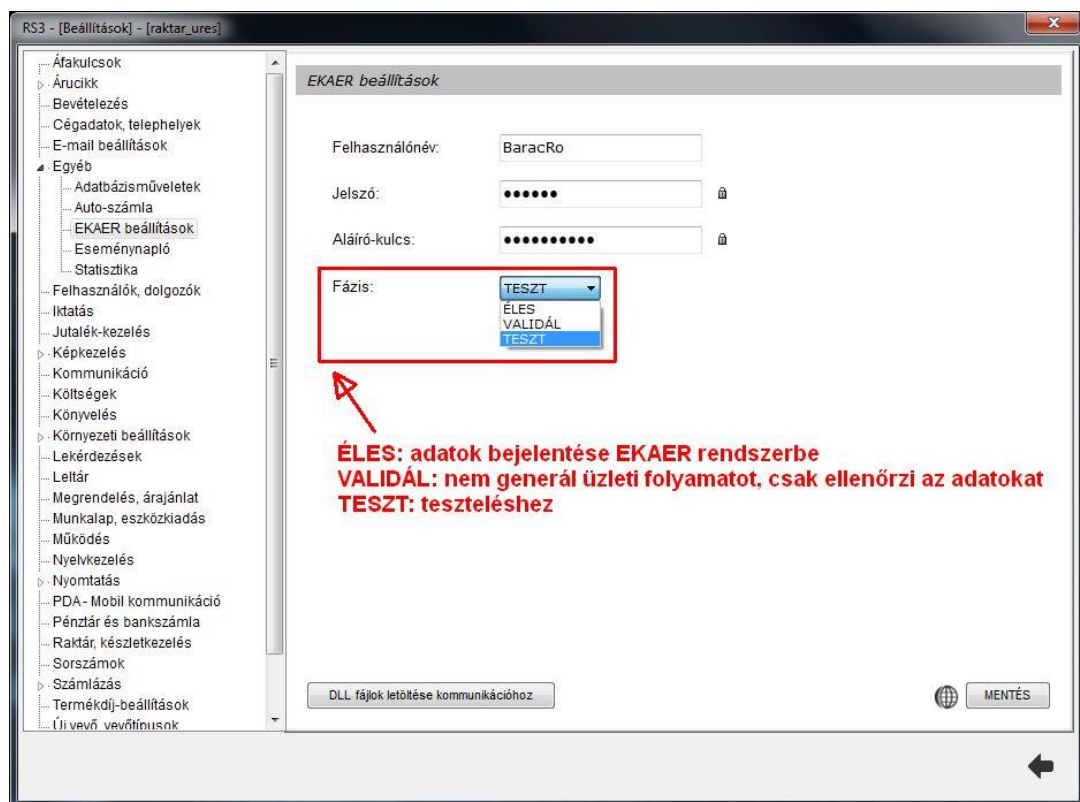 RS3 - [Beállítások] - [raktar_ures]
Áfakulcsok
Árucikk
Bevételezés
Cégadatok, telephelyek
E-mail beállítások
Egyéb
Adatbázisműveletek
Auto-számla
EKAER beállítások
Eseménynapló
Statisztika
Felhasználók, dolgozók
Iktatás
Jutalék-kezelés
Képkezelés
Kommunikáció
Költségek
Könyvelés
Környezeti beállítások
Lekérdezések
Leltár
Megrendelés, árajánlat
Munkalap, eszközkiadás
Működés
Nyelvkezelés
Nyomtatás
PDA- Mobil kommunikáció
Pénztár és bankszámla
Raktár, készletkezelés
Sorszámok
Számlázás
Termékdíj-beállítások
Új vevő, vevőtípusok
EKAER beállítások
Felhasználónév: BaracRo
Jelszó: ●●●●●●
Aláíró-kulcs: ●●●●●●●●●●
Fázis: TESZT
ÉLES
VALIDÁL
TESZT
ÉLES: adatok bejelentése EKAER rendszerbe
VALIDÁL: nem generál üzleti folyamatot, csak ellenőrzi az adatokat
TESZT: teszteléshez
DLL fájlok letöltése kommunikációhoz
MENTÉS